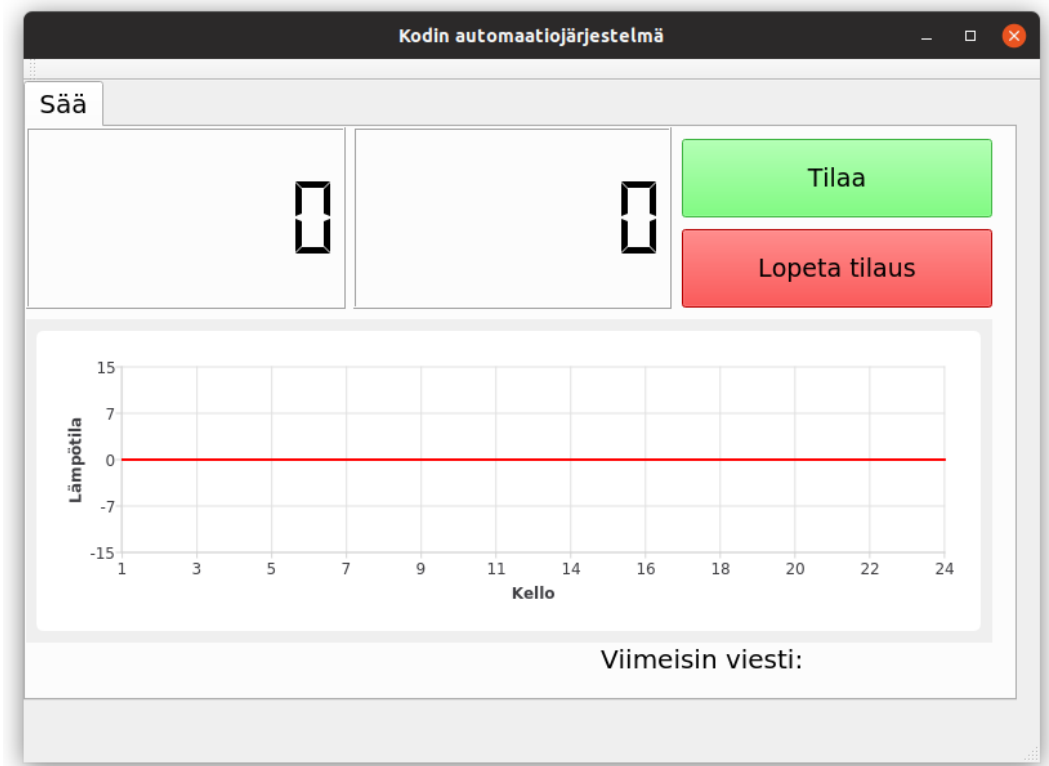 Kodin automaatiojärjestelmä
Sää
0
0
Tilaa
Lopeta tilaus
15
7
0
-7
-15
Lämpötila
1 3 5 7 9 11 14 16 18 20 22 24
Kello
Viimeisin viesti: